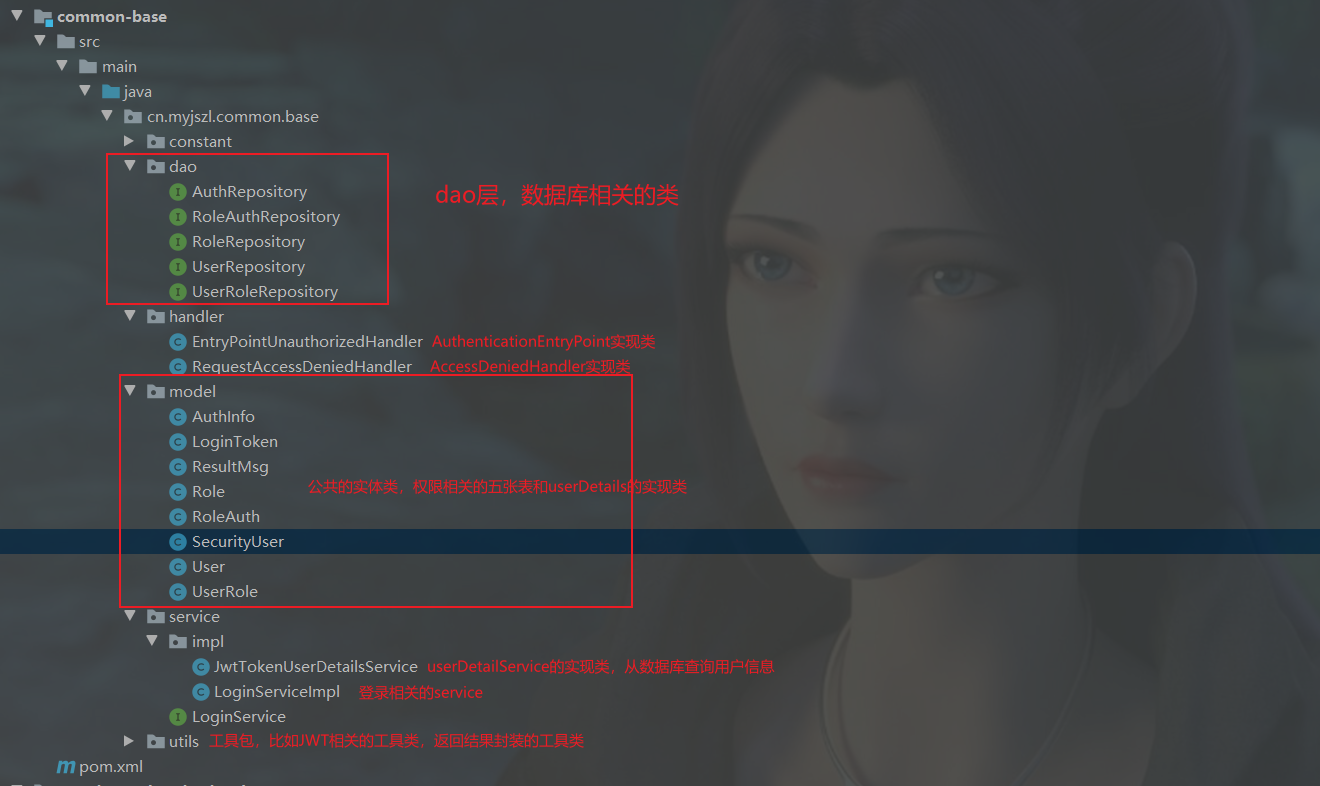 common-base
src
main
java
cn.myjszl.common.base
constant
dao
AuthRepository
dao层，数据库相关的类
RoleAuthRepository
RoleRepository
UserRepository
UserRoleRepository
handler
EntryPointUnauthorizedHandler AuthenticationEntryPoint实现类
RequestAccessDeniedHandler AccessDeniedHandler实现类
model
AuthInfo
LoginToken
ResultMsg
公共的实体类，权限相关的五张表和userDetails的实现类
Role
RoleAuth
SecurityUser
User
UserRole
service
impl
JwtTokenUserDetailsService userDetailService的实现类，从数据库查询用户信息
LoginServiceImpl 登录相关的service
LoginService
utils 工具包，比如JWT相关的工具类，返回结果封装的工具类
pom.xml